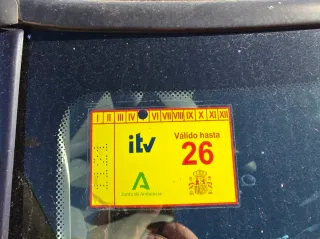 I II III IV VI VII VIII IX X XI XII
itv
Válido hasta
26
Junta de Andalucía